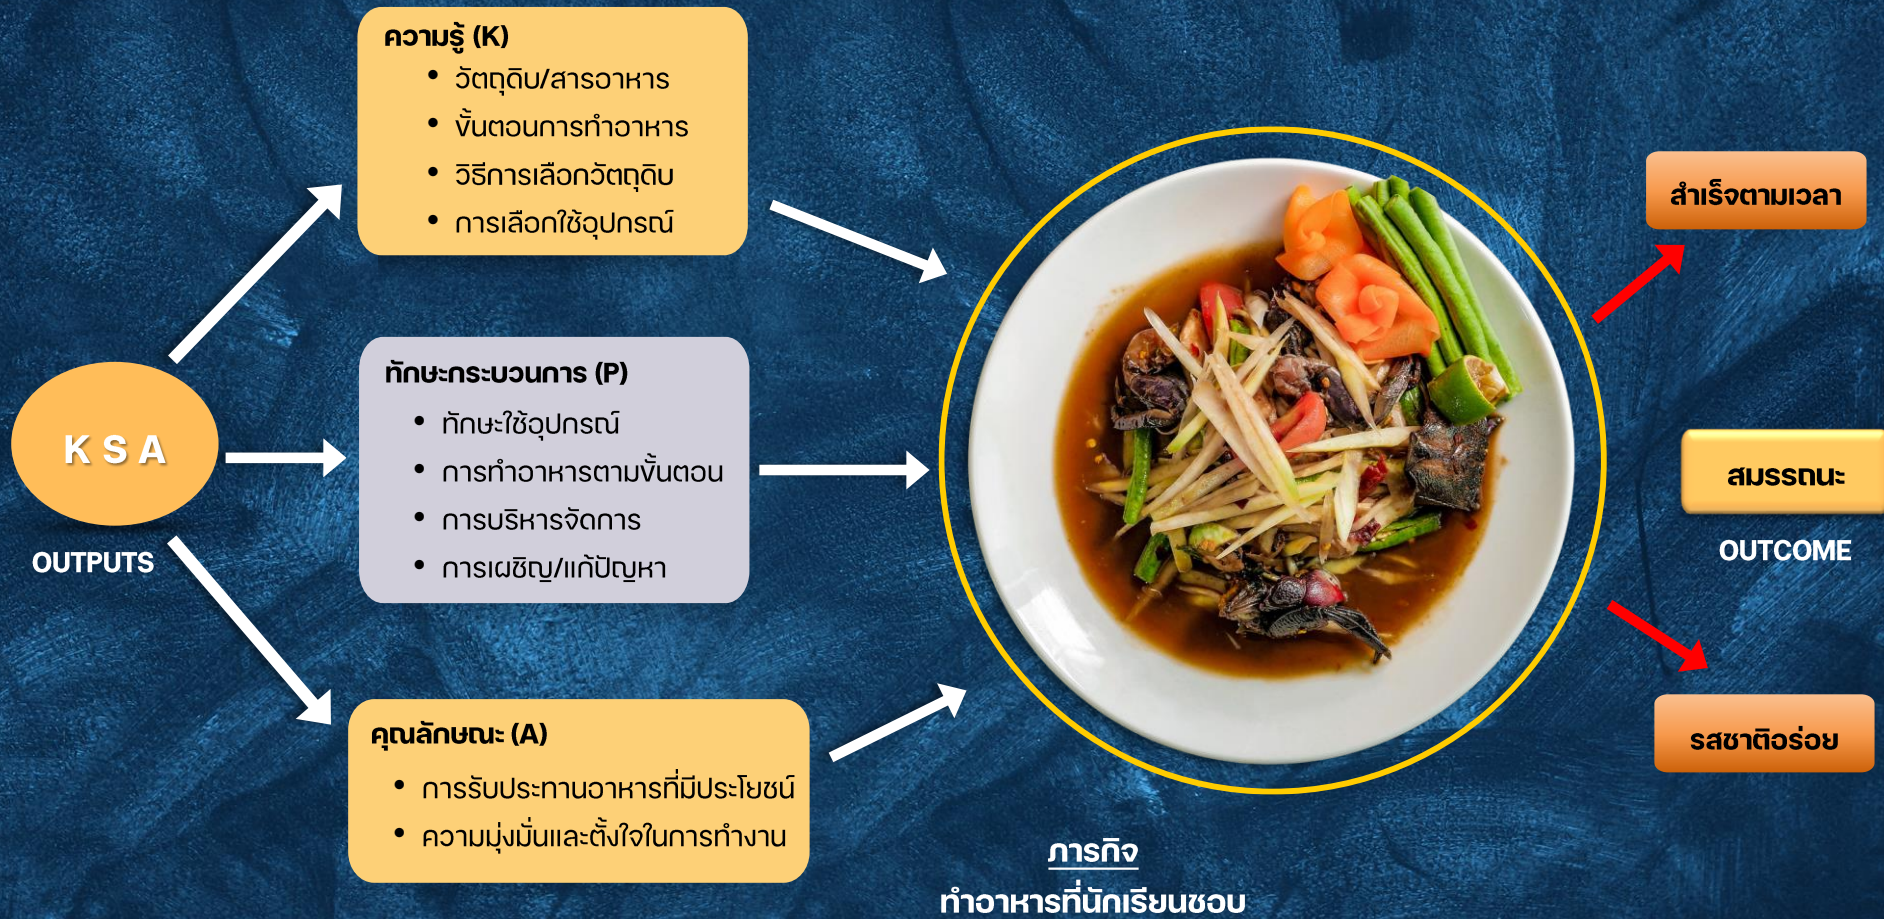 ความรู้ (K)
• วัตถุดิบ/สารอาหาร
• ขั้นตอนการทำอาหาร
• วิธีการเลือกวัตถุดิบ
• การเลือกใช้อุปกรณ์
K S A
OUTPUTS
ทักษะกระบวนการ (P)
• ทักษะใช้อุปกรณ์
• การทำอาหารตามขั้นตอน
• การบริหารจัดการ
• การเผชิญ/แก้ปัญหา
คุณลักษณะ (A)
• การรับประทานอาหารที่มีประโยชน์
• ความมุ่งมั่นและตั้งใจในการทำงาน
ภารกิจ
ทำอาหารที่นักเรียนชอบ
สำเร็จตามเวลา
สมรรถนะ
OUTCOME
รสชาติอร่อย